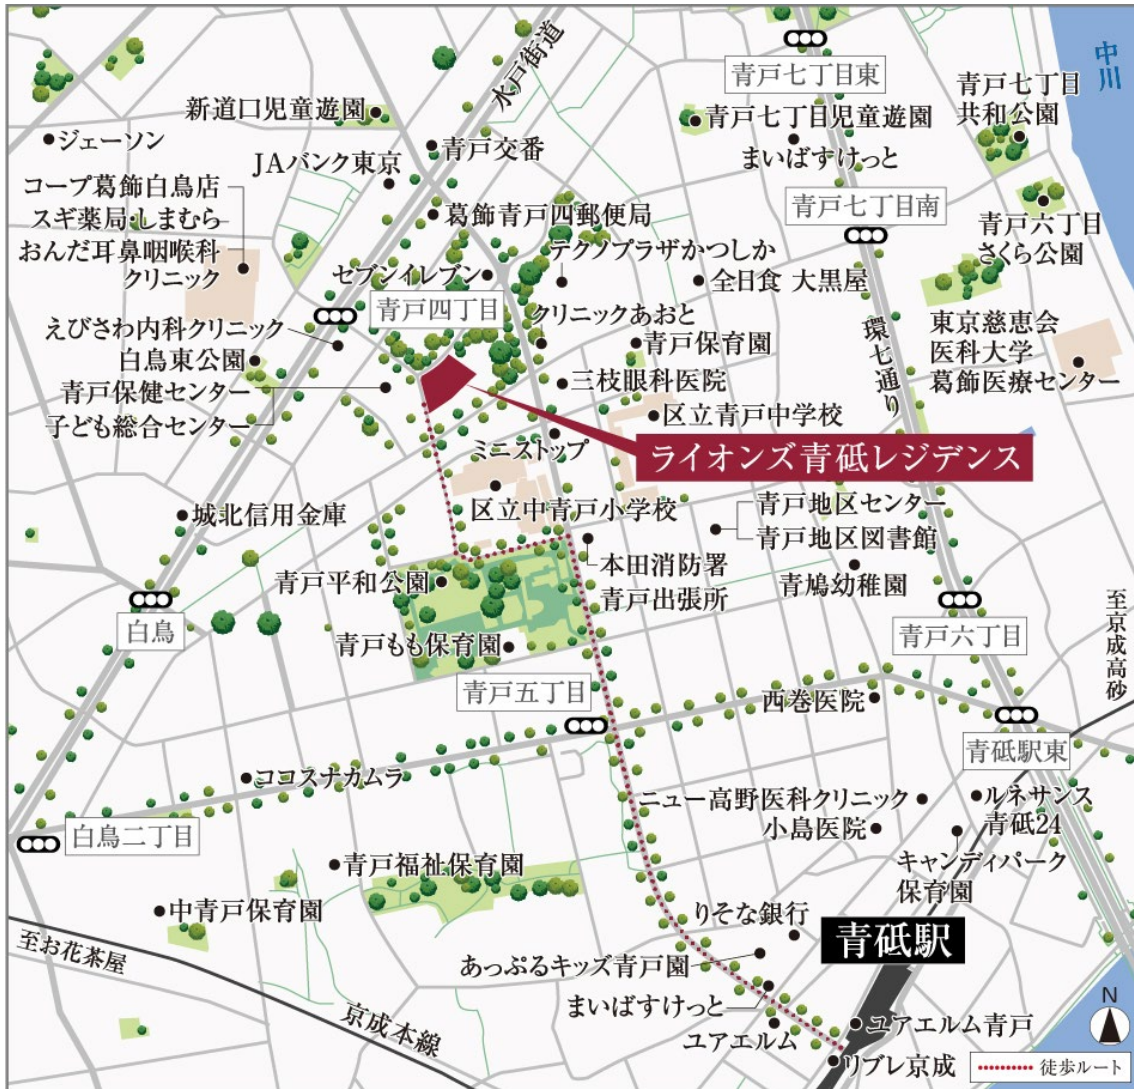 中川
水戸街道
青戸七丁目東
新道口児童遊園
青戸七丁目児童遊園
青戸七丁目
共和公園
ジェーソン
青戸交番
まいばすけっと
JAバンク東京
コープ葛飾白鳥店
スギ薬局・しまむら
おんだ耳鼻咽喉科
クリニック
葛飾青戸四郵便局
青戸七丁目南
青戸六丁目
さくら公園
テクノプラザかつしか
セブンイレブン
全日食 大黒屋
青戸四丁目
クリニックあおと
環七通り
東京慈恵会
医科大学
葛飾医療センター
えびさわ内科クリニック
白鳥東公園
青戸保健センター
子ども総合センター
青戸保育園
三枝眼科医院
区立青戸中学校
ミニストップ
ライオンズ青砥レジデンス
城北信用金庫
区立中青戸小学校
青戸地区センター
青戸地区図書館
本田消防署
青戸出張所
青鳩幼稚園
青戸平和公園
白鳥
青戸六丁目
至京成高砂
青戸もも保育園
青戸五丁目
西巻医院
青砥駅東
ココスナカムラ
ニュー高野医科クリニック
小島医院
ルネサンス
青砥24
白鳥二丁目
青戸福祉保育園
キャンディパーク
保育園
中青戸保育園
りそな銀行
青砥駅
至お花茶屋
あっぷるキッズ青戸園
まいばすけっと
京成本線
ユアエルム
ユアエルム青戸
リブレ京成
N
徒歩ルート